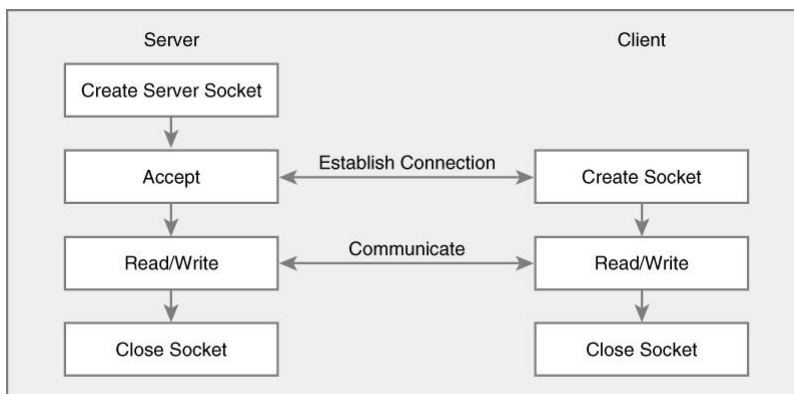 Server
Client
Create Server Socket
Establish Connection
Accept
Create Socket
Communicate
Read/Write
Read/Write
Close Socket
Close Socket